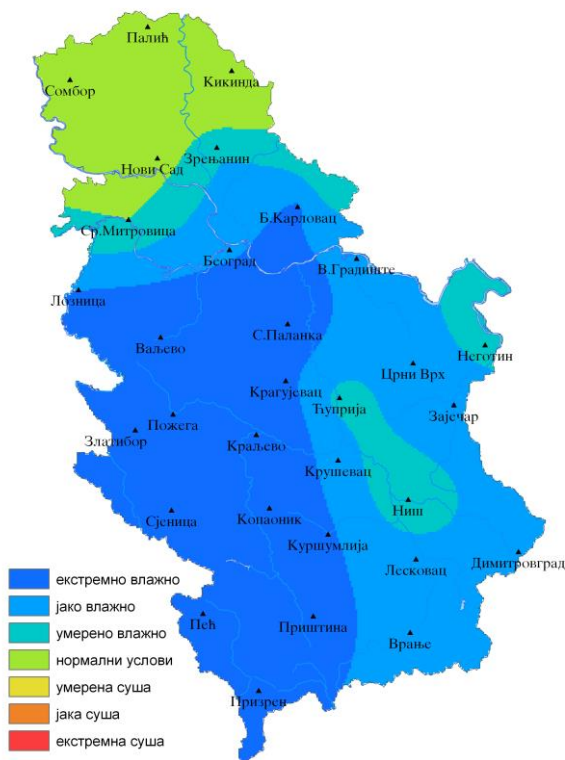 Палић
Кикинда
Сомбор
Зрењанин
Нови Сад
Б.Карловац
Ср.Митровица
Београд
В.Градиште
Лозница
С.Паланка
Ваљево
Неготин
Црни Врх
Крагујевац
Ћуприја
Зајечар
Пожега
Златибор
Краљево
Крушевац
Ниш
Сјеница
Копаоник
Куршумлија
Лесковац
Димитровград
Пећ
Приштина
Врање
Призрен
екстремно влажно
јако влажно
умерено влажно
нормални услови
умерена суша
јака суша
екстремна суша